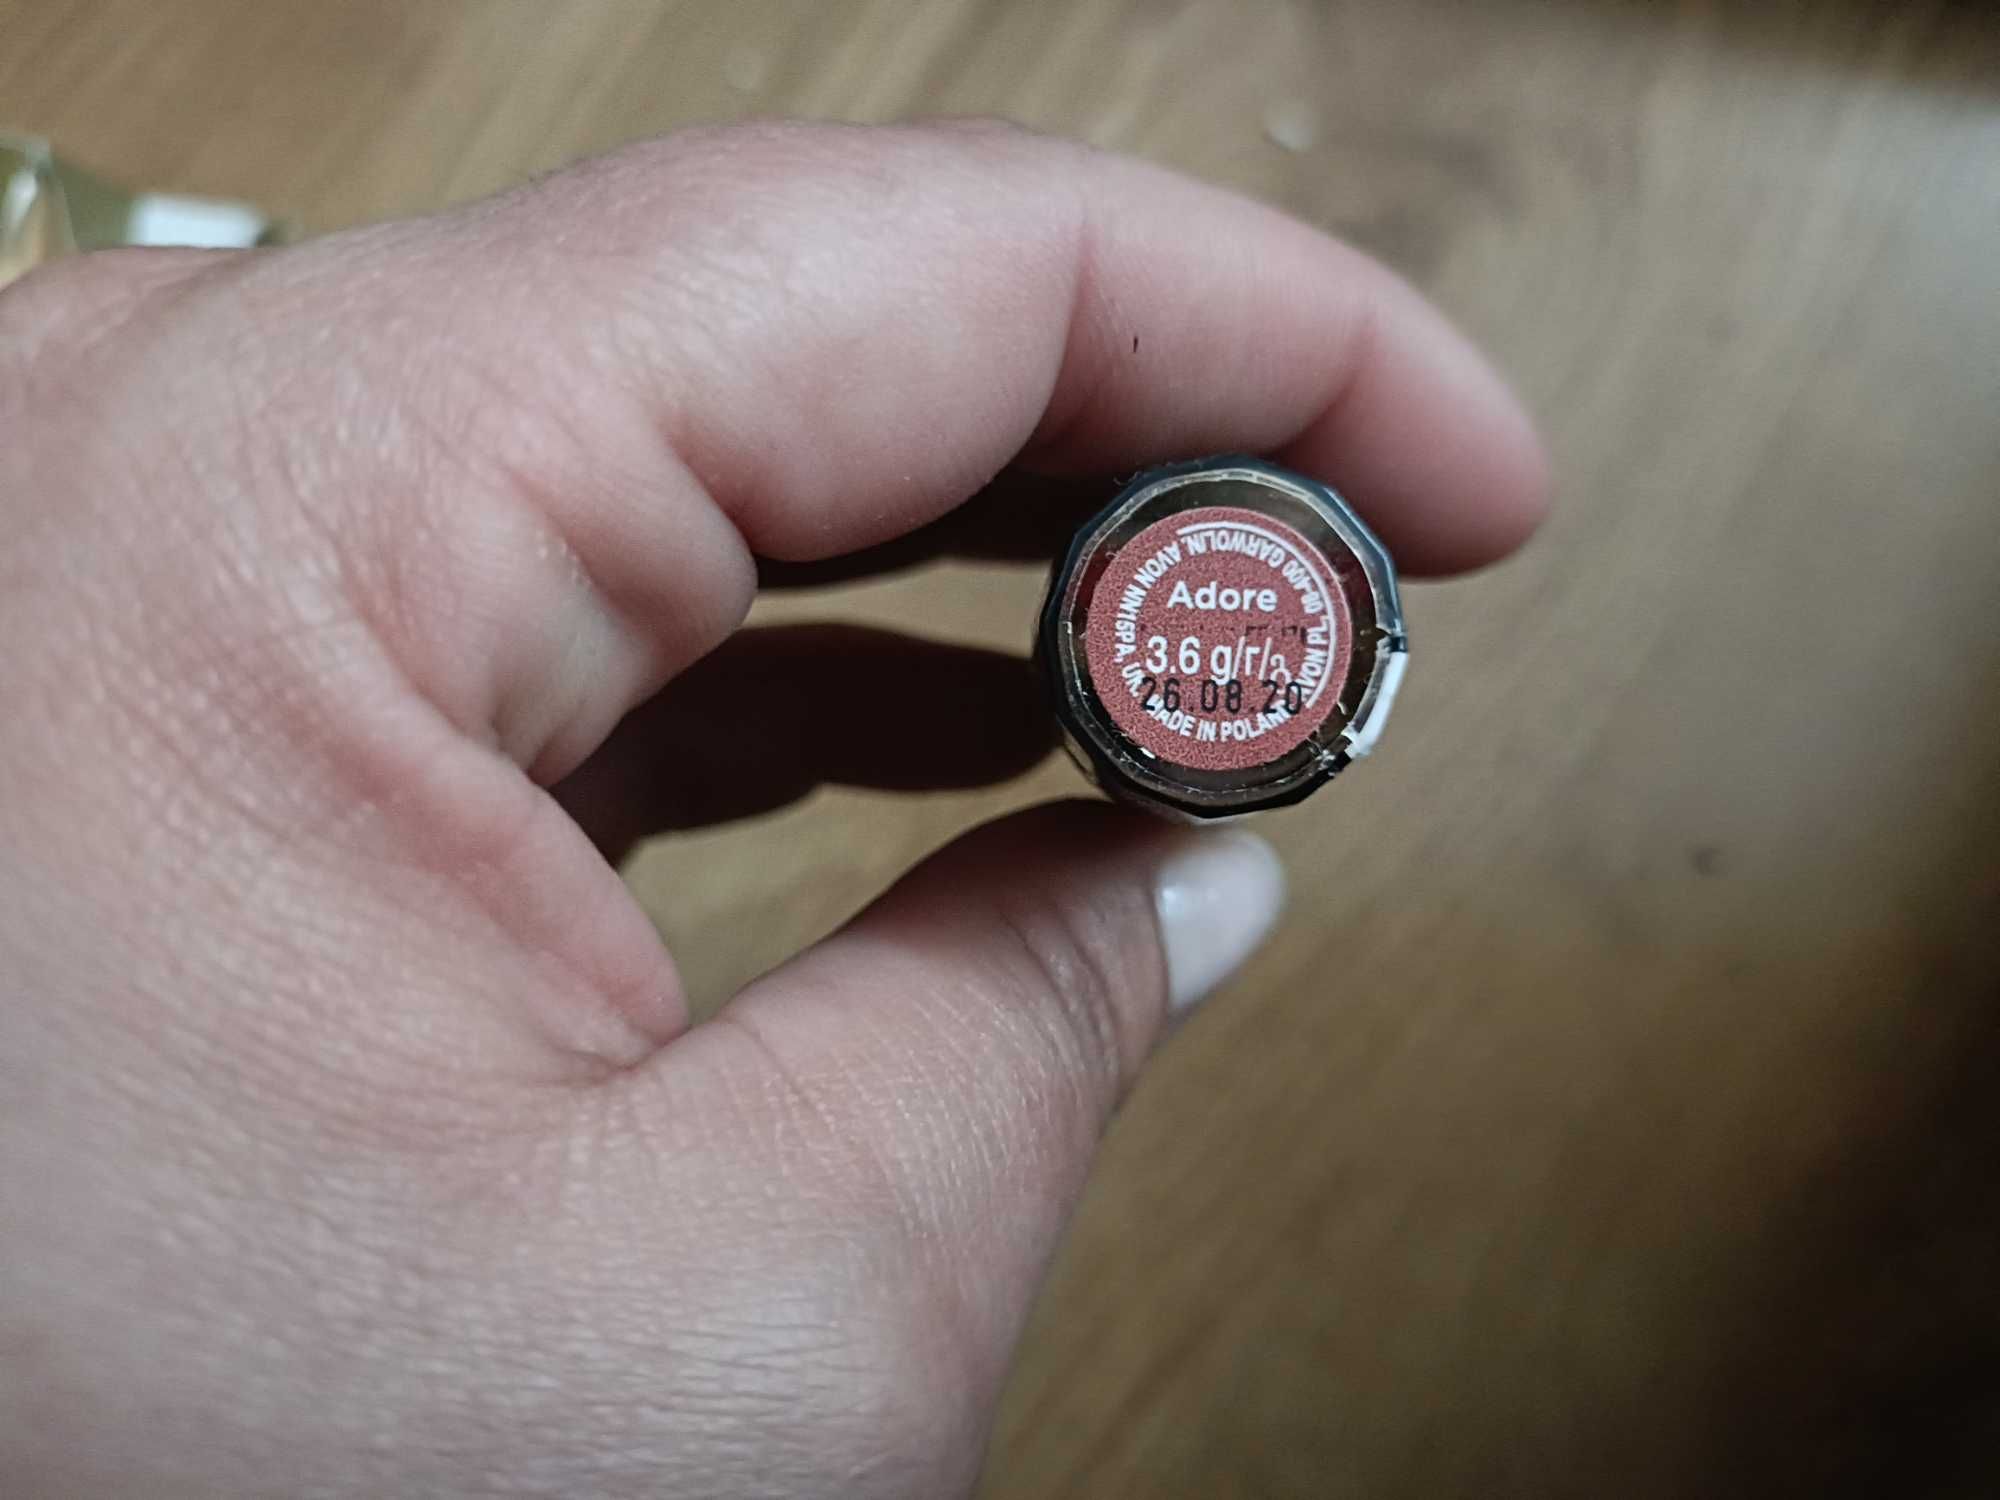 Adore
3.6 g/г/გ
26.08.20
AVON PL, 08-400 GARWOLIN. AVON NN15PA, UK. MADE IN POLAND